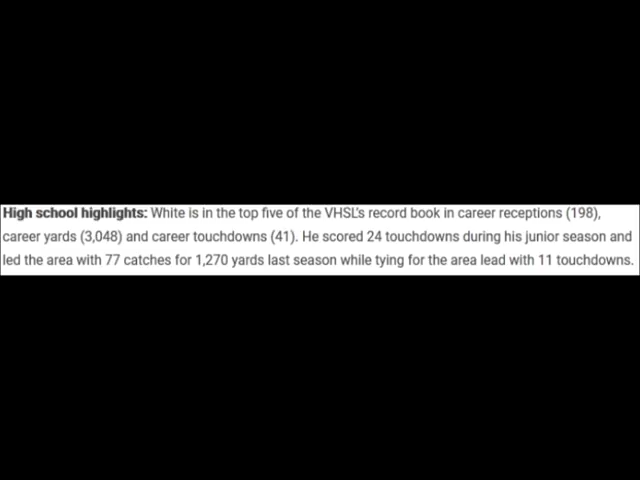 High school highlights: White is in the top five of the VHSL's record book in career receptions (198),
career yards (3,048) and career touchdowns (41). He scored 24 touchdowns during his junior season and
led the area with 77 catches for 1,270 yards last season while tying for the area lead with 11 touchdowns.